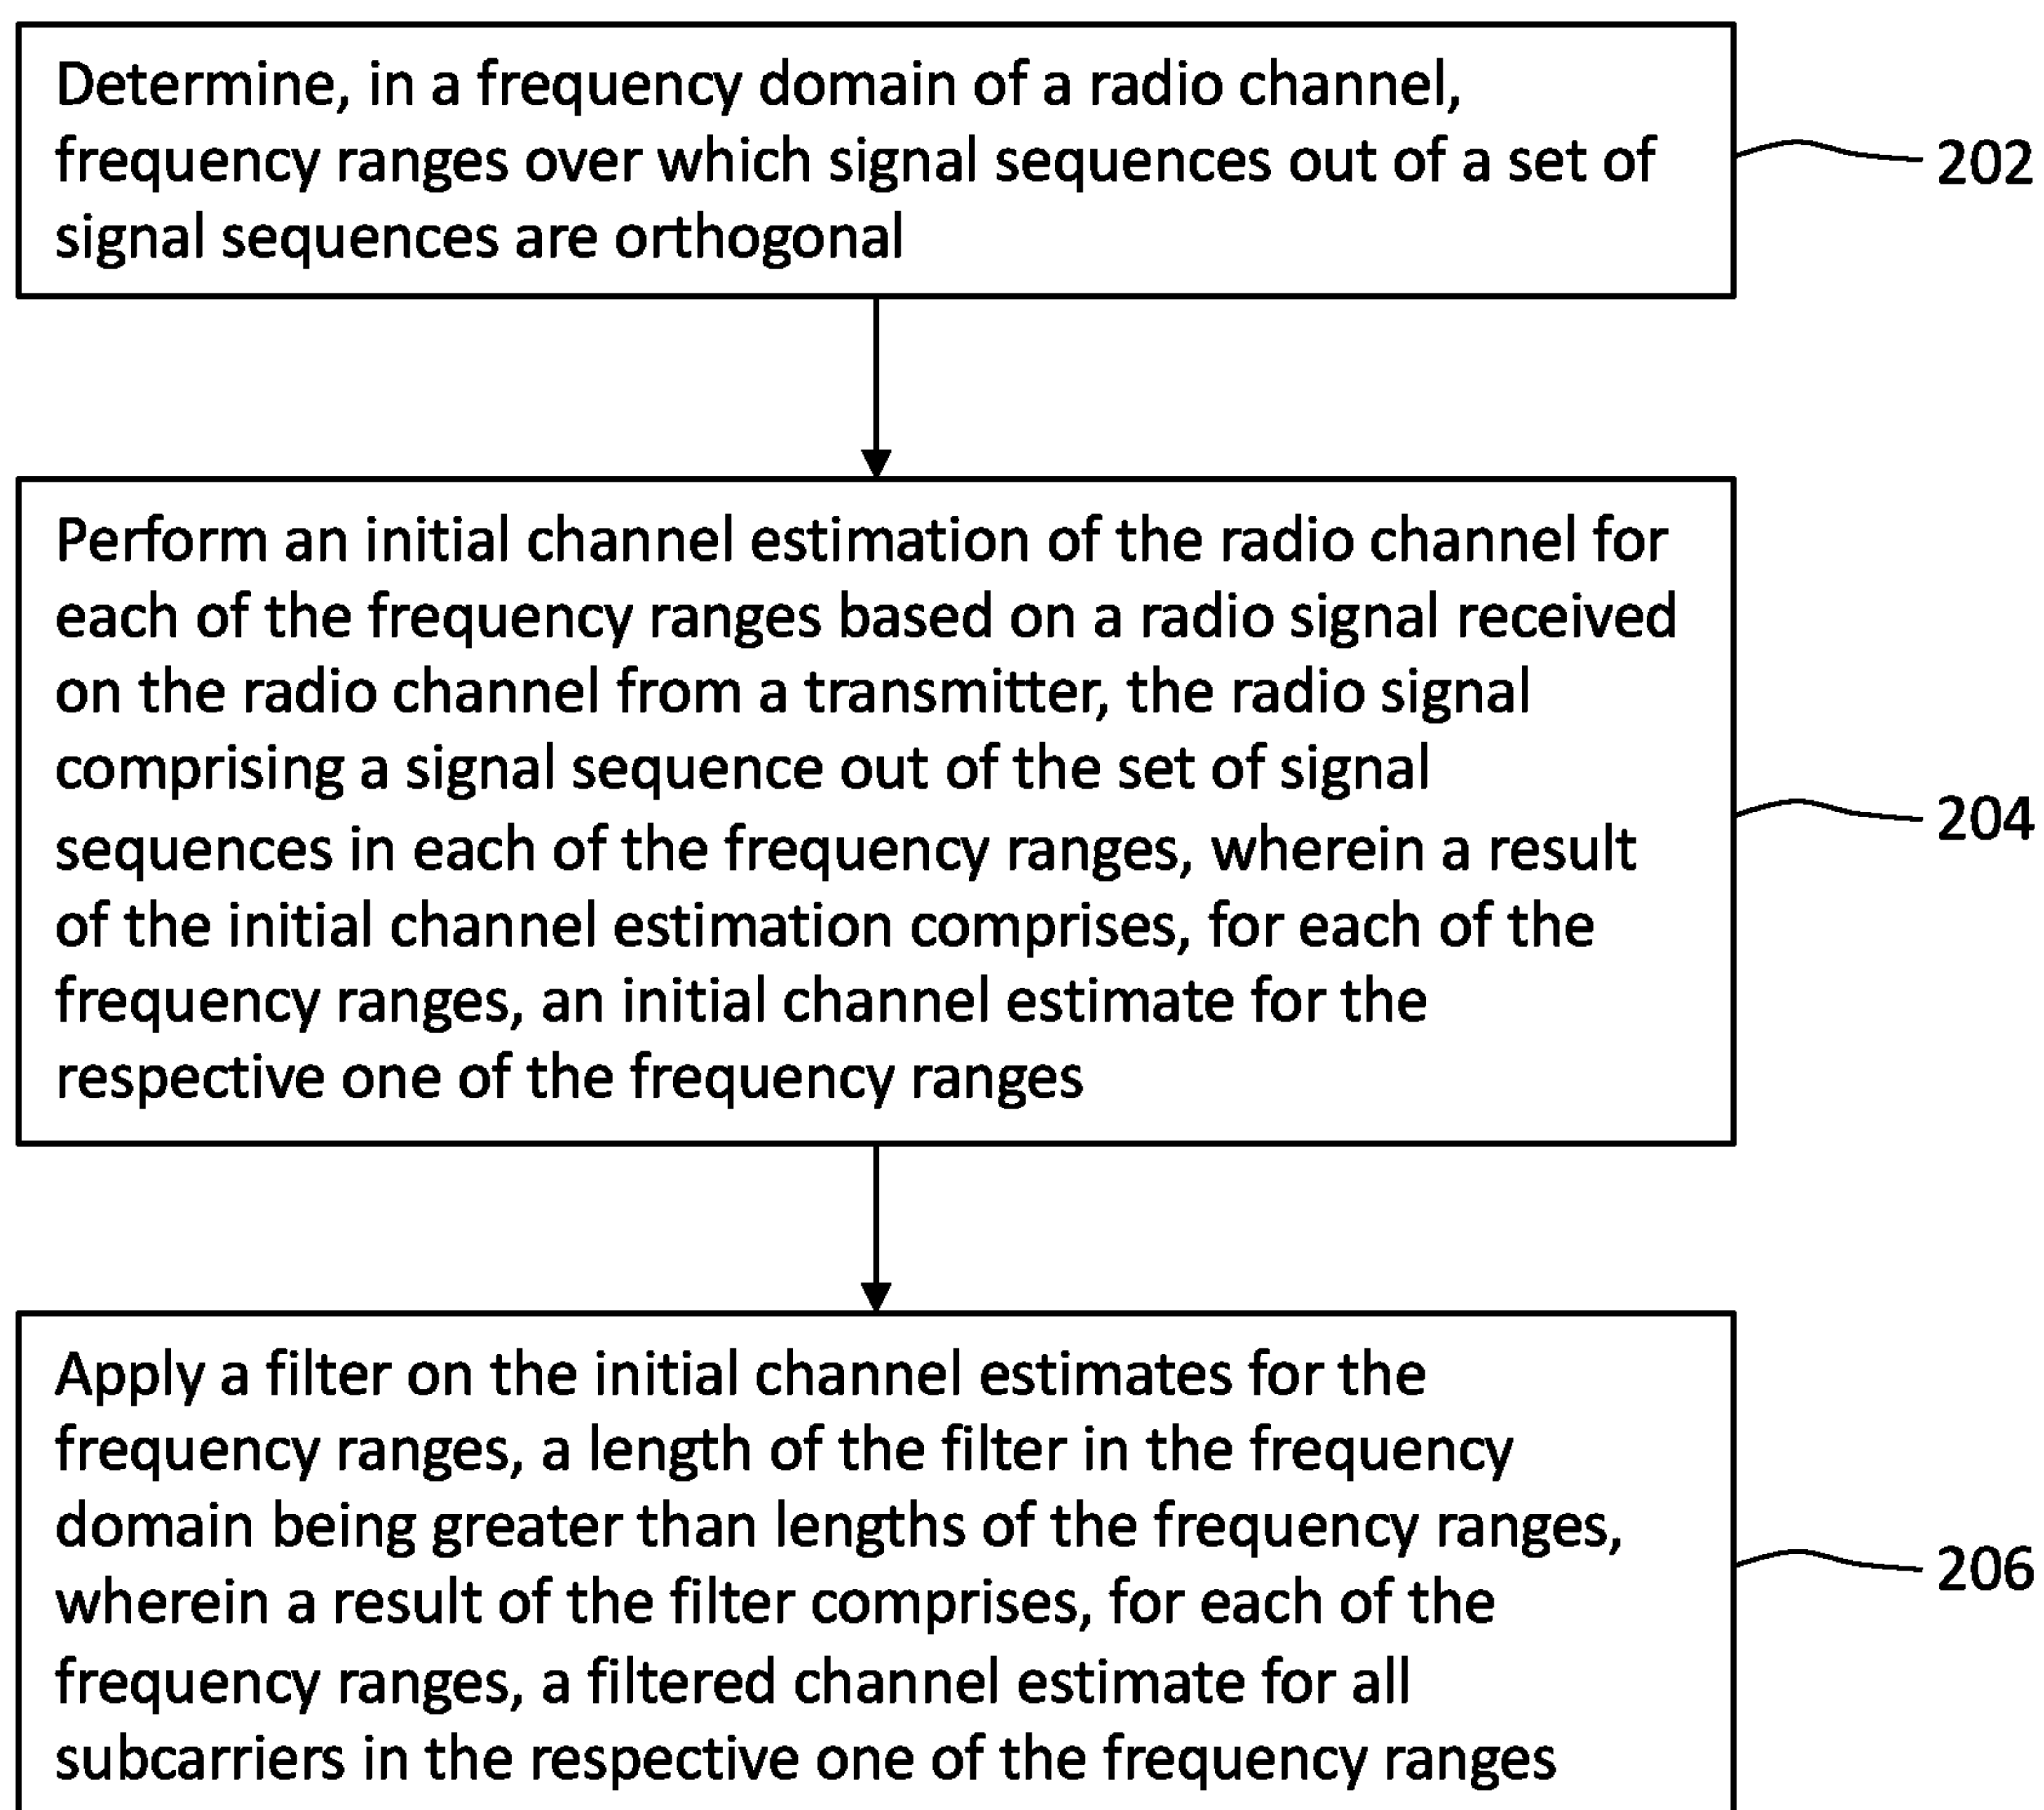 Determine, in a frequency domain of a radio channel,
frequency ranges over which signal sequences out of a set of
signal sequences are orthogonal
202
Perform an initial channel estimation of the radio channel for
each of the frequency ranges based on a radio signal received
on the radio channel from a transmitter, the radio signal
comprising a signal sequence out of the set of signal
sequences in each of the frequency ranges, wherein a result
of the initial channel estimation comprises, for each of the
frequency ranges, an initial channel estimate for the
respective one of the frequency ranges
204
Apply a filter on the initial channel estimates for the
frequency ranges, a length of the filter in the frequency
domain being greater than lengths of the frequency ranges,
wherein a result of the filter comprises, for each of the
frequency ranges, a filtered channel estimate for all
subcarriers in the respective one of the frequency ranges
206